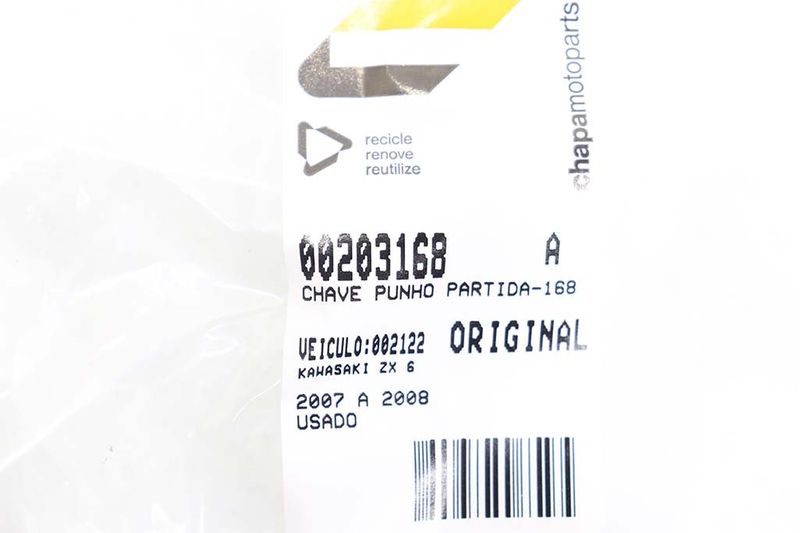 chapamotoparts
recicle
renove
reutilize
00203168 A
CHAVE PUNHO PARTIDA-168
VEICULO:002122 ORIGINAL
KAWASAKI ZX 6
2007 A 2008
USADO